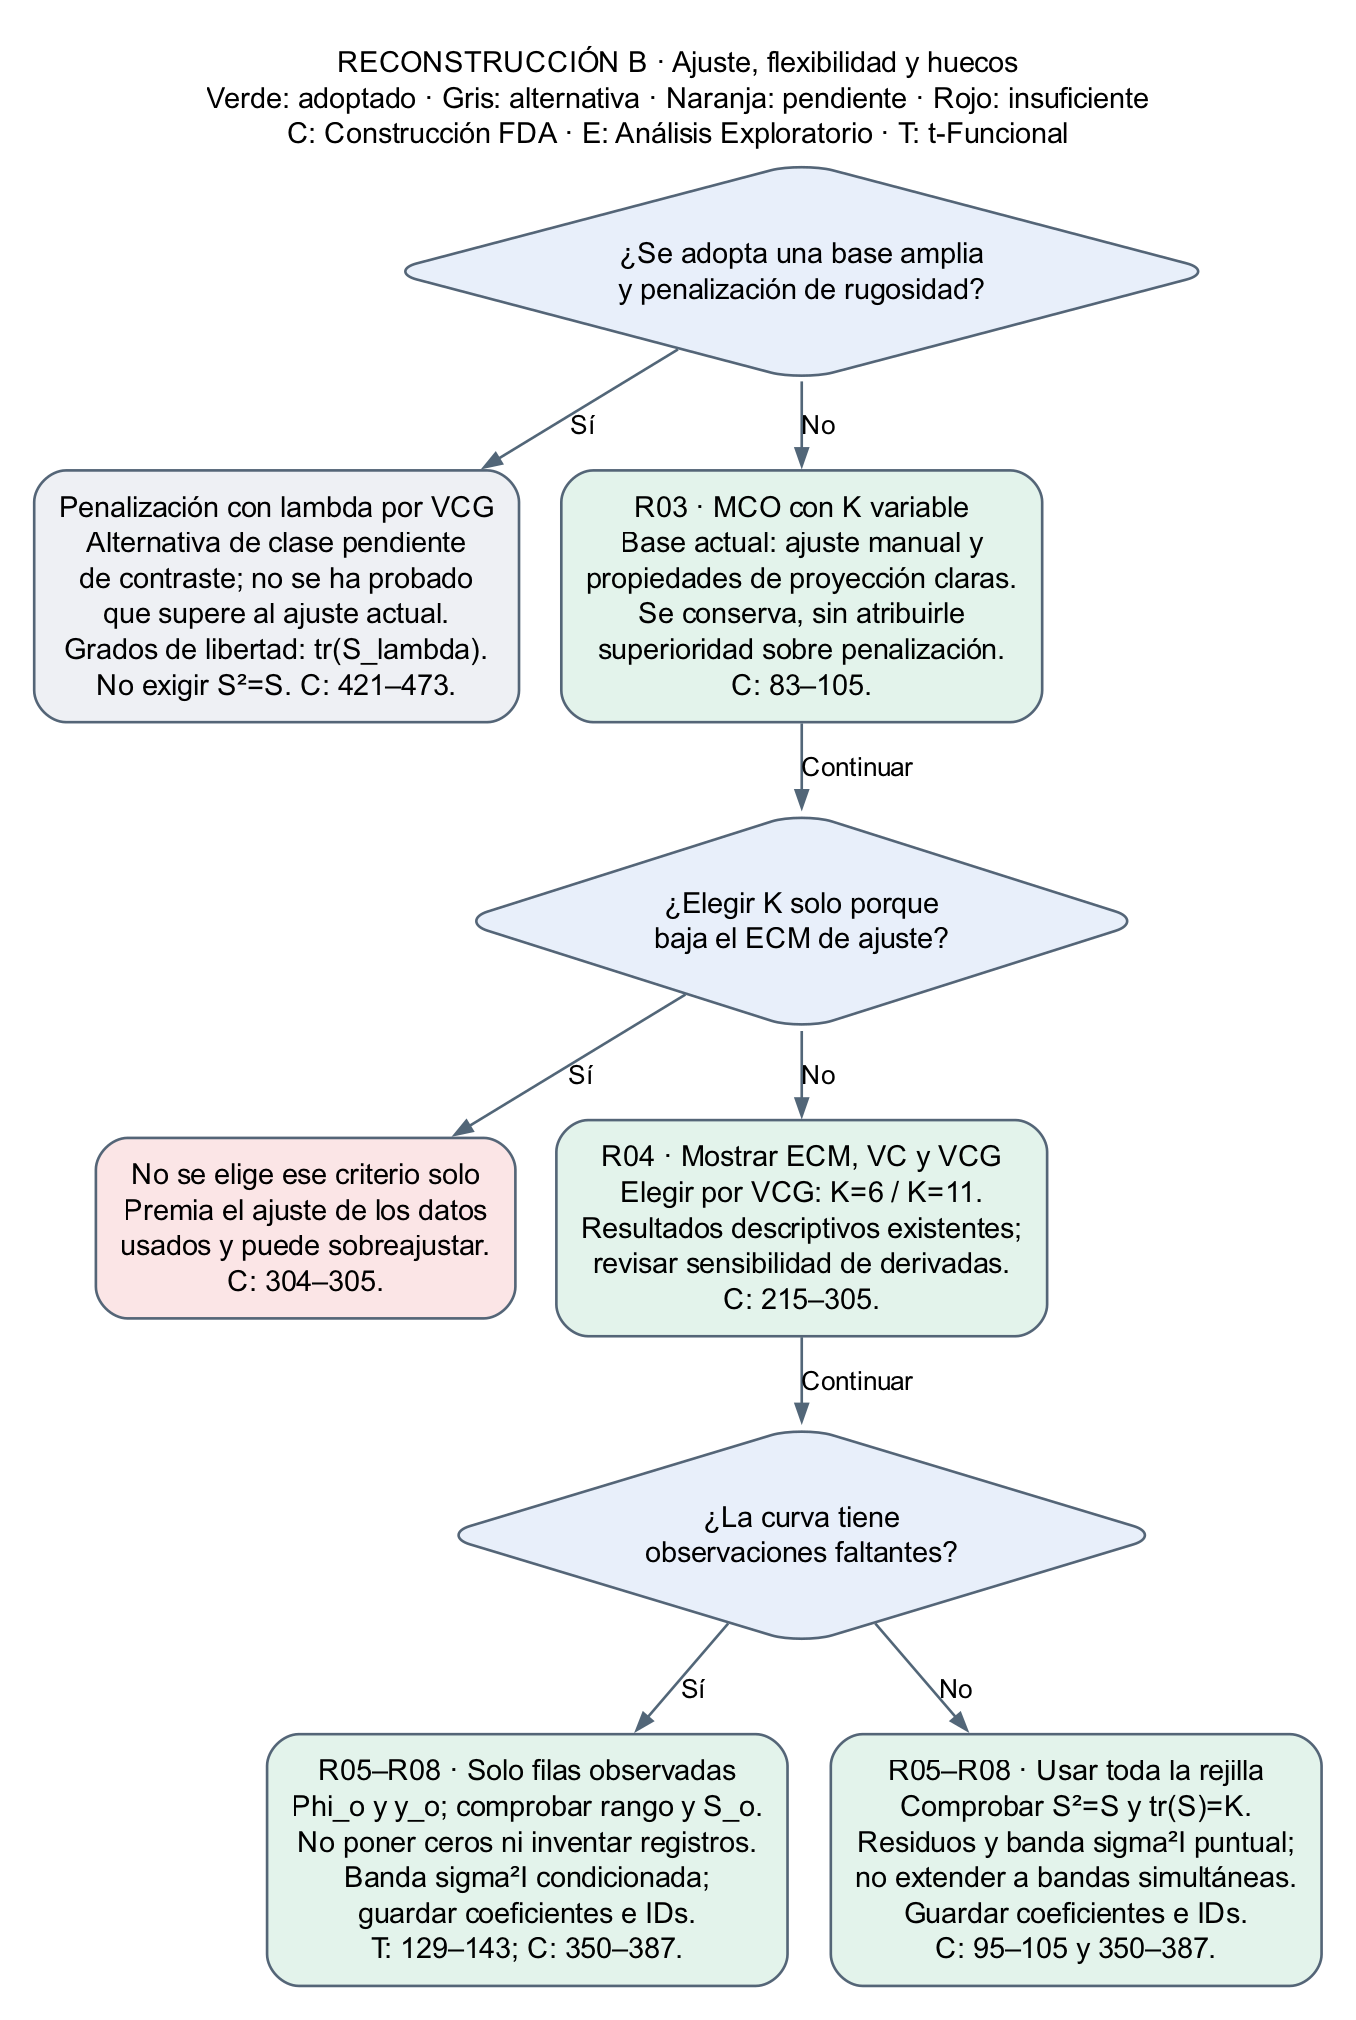 RECONSTRUCCIÓN B · Ajuste, flexibilidad y huecos
Verde: adoptado · Gris: alternativa · Naranja: pendiente · Rojo: insuficiente
C: Construcción FDA · E: Análisis Exploratorio · T: t-Funcional
¿Se adopta una base amplia
y penalización de rugosidad?
Sí
No
Penalización con lambda por VCG
Alternativa de clase pendiente
de contraste; no se ha probado
que supere al ajuste actual.
Grados de libertad: tr(S_lambda).
No exigir S²=S. C: 421–473.
R03 · MCO con K variable
Base actual: ajuste manual y
propiedades de proyección claras.
Se conserva, sin atribuirle
superioridad sobre penalización.
C: 83–105.
Continuar
¿Elegir K solo porque
baja el ECM de ajuste?
Sí
No
No se elige ese criterio solo
Premia el ajuste de los datos
usados y puede sobreajustar.
C: 304–305.
R04 · Mostrar ECM, VC y VCG
Elegir por VCG: K=6 / K=11.
Resultados descriptivos existentes;
revisar sensibilidad de derivadas.
C: 215–305.
Continuar
¿La curva tiene
observaciones faltantes?
Sí
No
R05–R08 · Solo filas observadas
Phi_o y y_o; comprobar rango y S_o.
No poner ceros ni inventar registros.
Banda sigma²I condicionada;
guardar coeficientes e IDs.
T: 129–143; C: 350–387.
R05–R08 · Usar toda la rejilla
Comprobar S²=S y tr(S)=K.
Residuos y banda sigma²I puntual;
no extender a bandas simultáneas.
Guardar coeficientes e IDs.
C: 95–105 y 350–387.